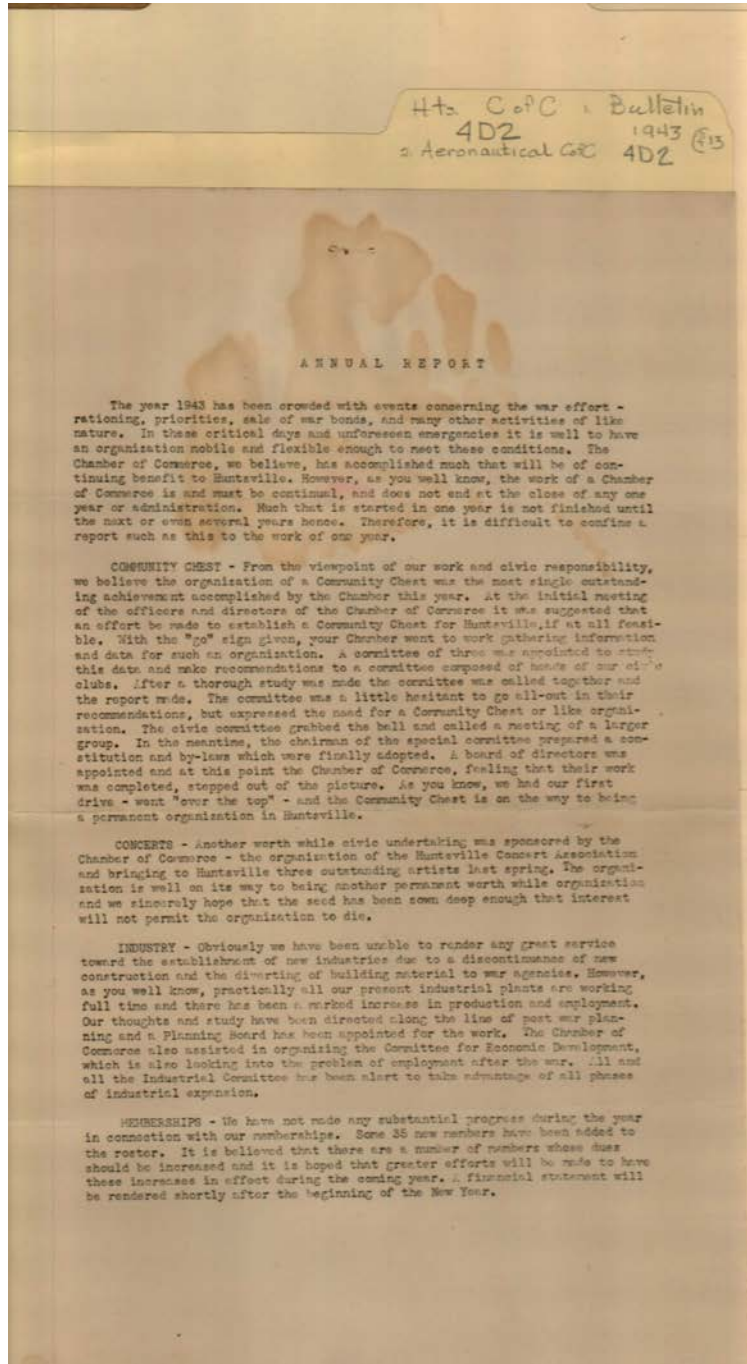 Hts. C of C : Bulletin
4D2 1943
2. Aeronautical CofC 4D2
ANNUAL REPORT
The year 1943 has been crowded with events concerning the war effort -
rationing, priorities, sale of war bonds, and many other activities of like
nature. In these critical days and unforeseen emergencies it is well to have
an organization mobile and flexible enough to meet these conditions. The
Chamber of Commerce, we believe, has accomplished much that will be of con-
tinuing benefit to Huntsville. However, as you well know, the work of a Chamber
of Commerce is and must be continual, and does not end at the close of any one
year or administration. Much that is started in one year is not finished until
the next or even several years hence. Therefore, it is difficult to confine a
report such as this to the work of one year.
COMMUNITY CHEST - From the viewpoint of our work and civic responsibility,
we believe the organization of a Community Chest was the most single outstand-
ing achievement accomplished by the Chamber this year. At the initial meeting
of the officers and directors of the Chamber of Commerce it was suggested that
an effort be made to establish a Community Chest for Huntsville, if at all feasi-
ble. With the "go" sign given, your Chamber went to work gathering information
and data for such an organization. A committee of three was appointed to study
this data and make recommendations to a committee composed of heads of our civic
clubs. After a thorough study was made the committee was called together and
the report made. The committee was a little hesitant to go all-out in their
recommendations, but expressed the need for a Community Chest or like organi-
zation. The civic committee grabbed the ball and called a meeting of a larger
group. In the meantime, the chairman of the special committee prepared a con-
stitution and by-laws which were finally adopted. A board of directors was
appointed and at this point the Chamber of Commerce, feeling that their work
was completed, stepped out of the picture. As you know, we had our first
drive - went "over the top" - and the Community Chest is on the way to being
a permanent organization in Huntsville.
CONCERTS - Another worth while civic undertaking was sponsored by the
Chamber of Commerce - the organization of the Huntsville Concert Association
and bringing to Huntsville three outstanding artists last spring. The organi-
zation is well on its way to being another permanent worth while organization
and we sincerely hope that the seed has been sown deep enough that interest
will not permit the organization to die.
INDUSTRY - Obviously we have been unable to render any great service
toward the establishment of new industries due to a discontinuance of new
construction and the diverting of building material to war agencies. However,
as you well know, practically all our present industrial plants are working
full time and there has been a marked increase in production and employment.
Our thoughts and study have been directed along the line of post war plan-
ning and a Planning Board has been appointed for the work. The Chamber of
Commerce also assisted in organizing the Committee for Economic Development,
which is also looking into the problem of employment after the war. All and
all the Industrial Committee has been alert to take advantage of all phases
of industrial expansion.
MEMBERSHIPS - We have not made any substantial progress during the year
in connection with our memberships. Some 35 new members have been added to
the roster. It is believed that there are a number of members whose dues
should be increased and it is hoped that greater efforts will be made to have
these increases in effect during the coming year. A financial statement will
be rendered shortly after the beginning of the New Year.